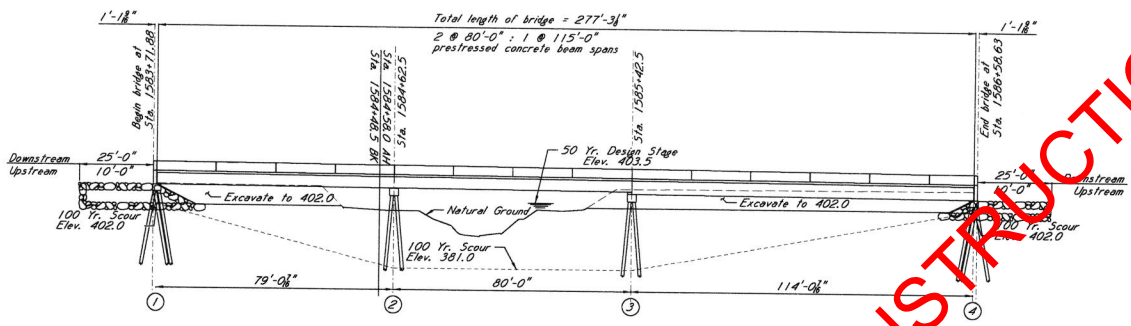 1'-1 9/16"
Total length of bridge = 277'-3 1/8"
1'-1 9/16"
2 @ 80'-0" : 1 @ 115'-0"
prestressed concrete beam spans
Begin bridge at
Sta. 1583+71.88
Sta. 1584+48.5 BK
Sta. 1584+58.0 AH
Sta. 1584+62.5
Sta. 1585+42.5
End bridge at
Sta. 1586+58.63
Downstream
25'-0"
Upstream
10'-0"
50 Yr. Design Stage
Elev. 403.5
25'-0"
10'-0"
Upstream
Excavate to 402.0
Natural Ground
Excavate to 402.0
100 Yr. Scour
Elev. 402.0
100 Yr. Scour
Elev. 381.0
100 Yr. Scour
402.0
79'-0 7/16"
80'-0"
114'-0 7/16"
1
2
3
4